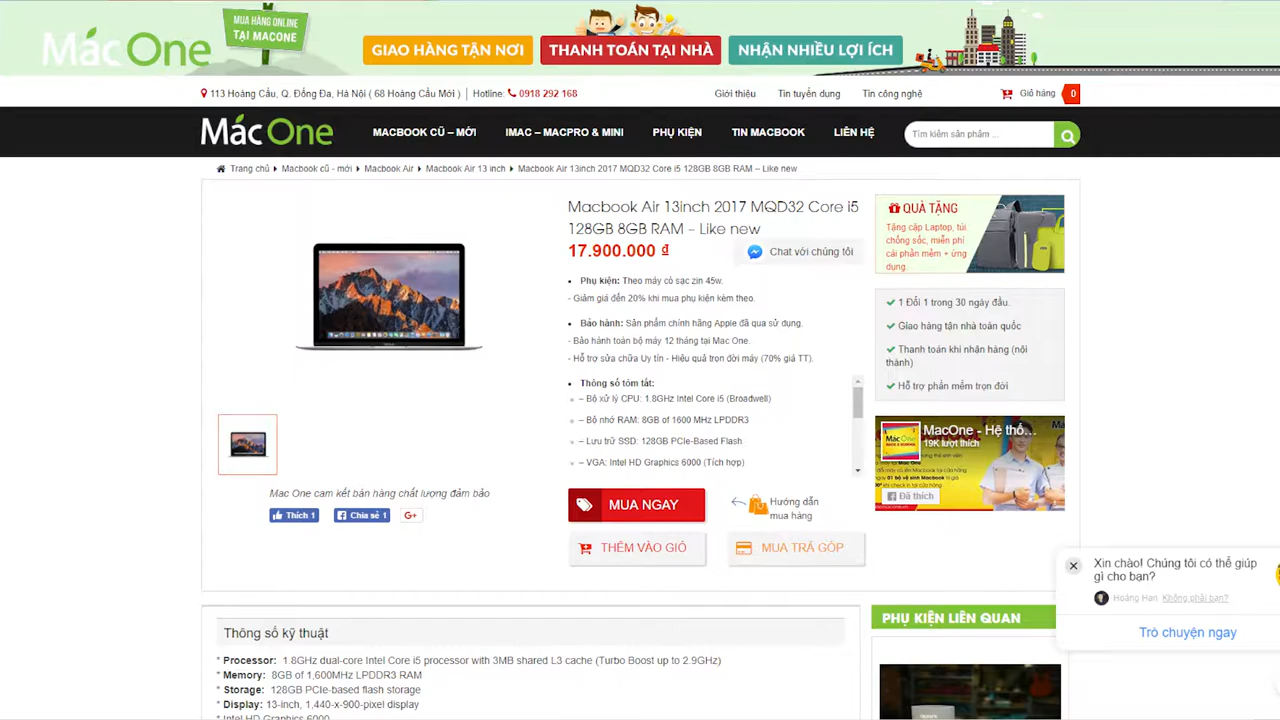 Mác One
MUA HÀNG ONLINE
TẠI MACONE
GIAO HÀNG TẬN NƠI
THANH TOÁN TẠI NHÀ
NHẬN NHIỀU LỢI ÍCH
113 Hoàng Cầu, Q. Đống Đa, Hà Nội ( 68 Hoàng Cầu Mới ) | Hotline: 0918 292 168
Giới thiệu
Tin tuyển dụng
Tin công nghệ
Giỏ hàng 0
Mác One
MACBOOK CŨ – MỚI
IMAC – MACPRO & MINI
PHỤ KIỆN
TIN MACBOOK
LIÊN HỆ
Tìm kiếm sản phẩm ...
Trang chủ Macbook cũ - mới Macbook Air Macbook Air 13 inch Macbook Air 13inch 2017 MQD32 Core i5 128GB 8GB RAM – Like new
Macbook Air 13inch 2017 MQD32 Core i5
128GB 8GB RAM – Like new
17.900.000 ₫
Chat với chúng tôi
• Phụ kiện: Theo máy có sạc zin 45w.
- Giảm giá đến 20% khi mua phụ kiện kèm theo.
• Bảo hành: Sản phẩm chính hãng Apple đã qua sử dụng.
- Bảo hành toàn bộ máy 12 tháng tại Mac One.
- Hỗ trợ sửa chữa Uy tín - Hiệu quả trọn đời máy (70% giá TT).
• Thông số tóm tắt:
– Bộ xử lý CPU: 1.8GHz Intel Core i5 (Broadwell)
– Bộ nhớ RAM: 8GB of 1600 MHz LPDDR3
– Lưu trữ SSD: 128GB PCIe-Based Flash
– VGA: Intel HD Graphics 6000 (Tích hợp)
MUA NGAY
Hướng dẫn
mua hàng
THÊM VÀO GIỎ
MUA TRẢ GÓP
Mac One cam kết bán hàng chất lượng đảm bảo
Thích 1
Chia sẻ 1
G+
QUÀ TẶNG
Tặng cặp Laptop, túi
chống sốc, miễn phí
cài phần mềm + ứng
dụng.
1 Đổi 1 trong 30 ngày đầu.
Giao hàng tận nhà toàn quốc
Thanh toán khi nhận hàng (nội
thành)
Hỗ trợ phần mềm trọn đời
MacOne - Hệ thố...
19K lượt thích
Đã thích
Xin chào! Chúng tôi có thể giúp
gì cho bạn?
Hoàng Han Không phải bạn?
Trò chuyện ngay
Thông số kỹ thuật
* Processor: 1.8GHz dual-core Intel Core i5 processor with 3MB shared L3 cache (Turbo Boost up to 2.9GHz)
* Memory: 8GB of 1,600MHz LPDDR3 RAM
* Storage: 128GB PCIe-based flash storage
* Display: 13-inch, 1,440-x-900-pixel display
* Intel HD Graphics 6000
PHỤ KIỆN LIÊN QUAN